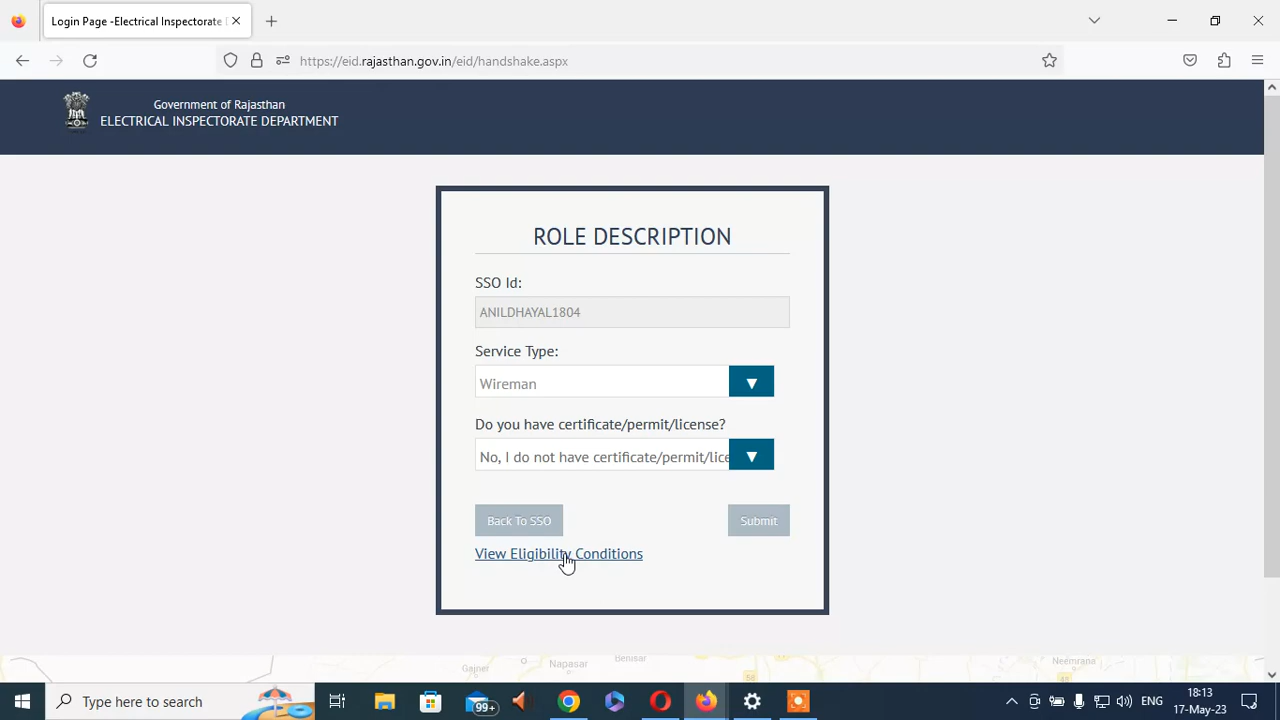 Login Page -Electrical Inspectorate
https://eid.rajasthan.gov.in/eid/handshake.aspx
Government of Rajasthan
ELECTRICAL INSPECTORATE DEPARTMENT
ROLE DESCRIPTION
SSO Id:
ANILDHAYAL1804
Service Type:
Wireman
Do you have certificate/permit/license?
No, I do not have certificate/permit/lice
Back To SSO
Submit
View Eligibility Conditions
Gajner
Napasar
Benisar
Neemrana
Type here to search
99+
ENG
18:13
17-May-23